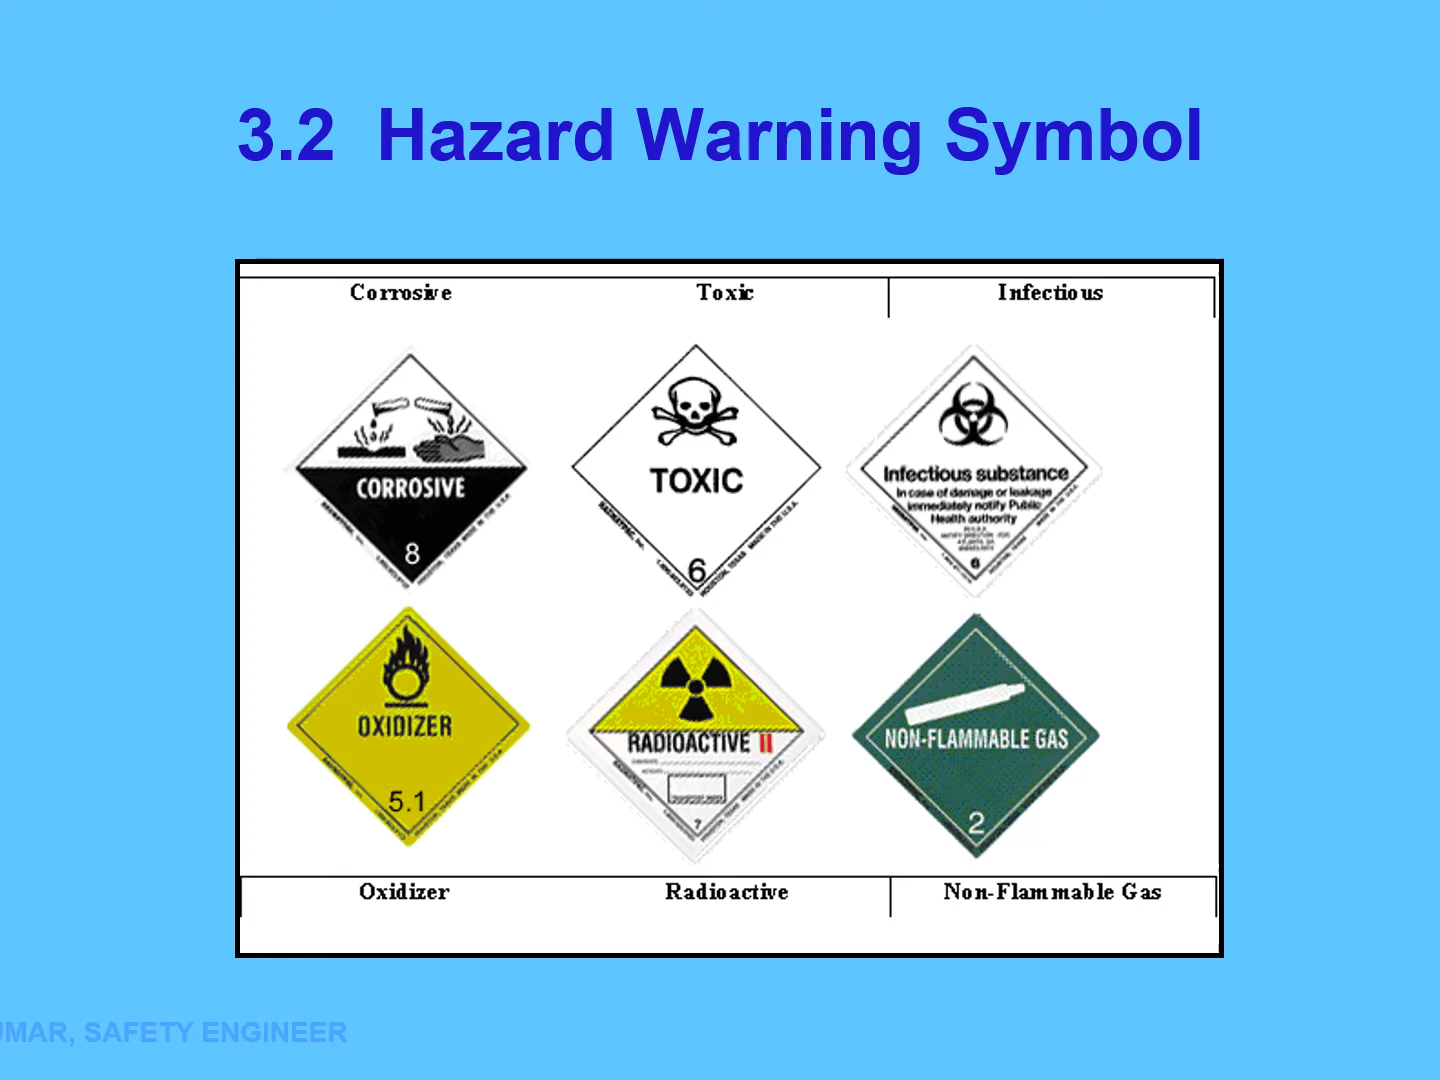 3.2 Hazard Warning Symbol
Corrosive Toxic Infectious
CORROSIVE
8
TOXIC
6
Infectious substance
In case of damage or leakage
immediately notify Public
Health authority
6
OXIDIZER
5.1
RADIOACTIVE II
7
NON-FLAMMABLE GAS
2
Oxidizer Radioactive Non-Flammable Gas
SAFETY ENGINEER